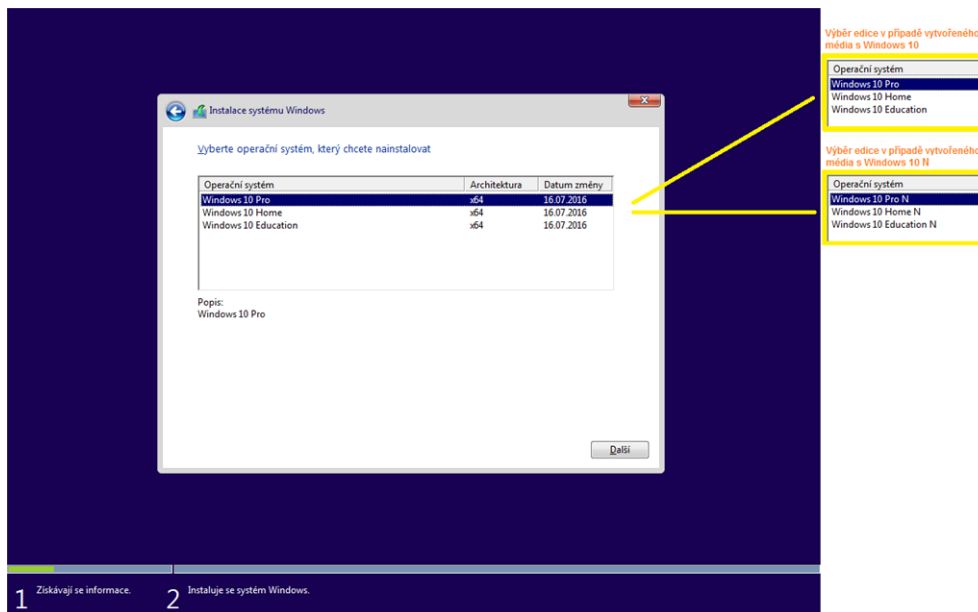 Instalace systému Windows
Vyberte operační systém, který chcete nainstalovat
Operační systém Architektura Datum změny
Windows 10 Pro x64 16.07.2016
Windows 10 Home x64 16.07.2016
Windows 10 Education x64 16.07.2016
Popis:
Windows 10 Pro
Další
1 Získávají se informace.
2 Instaluje se systém Windows.
Výběr edice v případě vytvořeného
média s Windows 10
Operační systém
Windows 10 Pro
Windows 10 Home
Windows 10 Education
Výběr edice v případě vytvořeného
média s Windows 10 N
Operační systém
Windows 10 Pro N
Windows 10 Home N
Windows 10 Education N